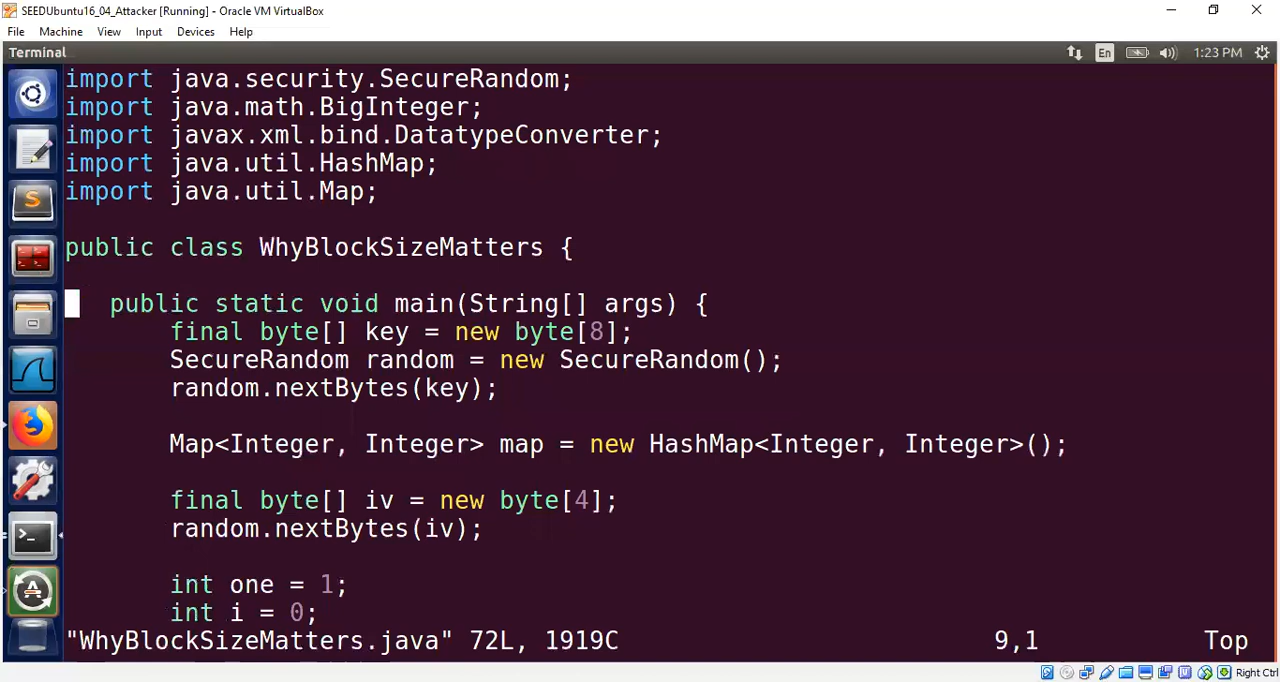 SEEDUbuntu16_04_Attacker [Running] - Oracle VM VirtualBox
File Machine View Input Devices Help
Terminal En 1:23 PM
import java.security.SecureRandom;
import java.math.BigInteger;
import javax.xml.bind.DatatypeConverter;
import java.util.HashMap;
import java.util.Map;
public class WhyBlockSizeMatters {
public static void main(String[] args) {
final byte[] key = new byte[8];
SecureRandom random = new SecureRandom();
random.nextBytes(key);
Map<Integer, Integer> map = new HashMap<Integer, Integer>();
final byte[] iv = new byte[4];
random.nextBytes(iv);
int one = 1;
int i = 0;
"WhyBlockSizeMatters.java" 72L, 1919C 9,1 Top
Right Ctrl